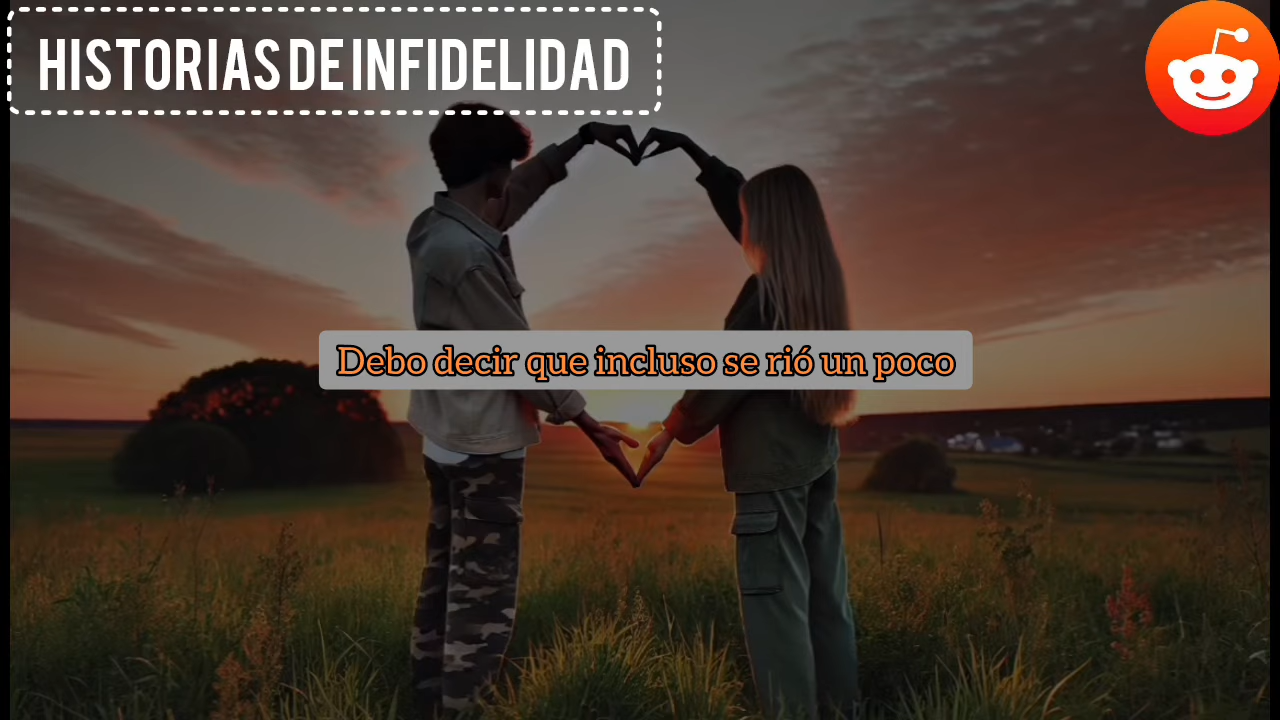 HISTORIAS DE INFIDELIDAD
Debo decir que incluso se rió un poco